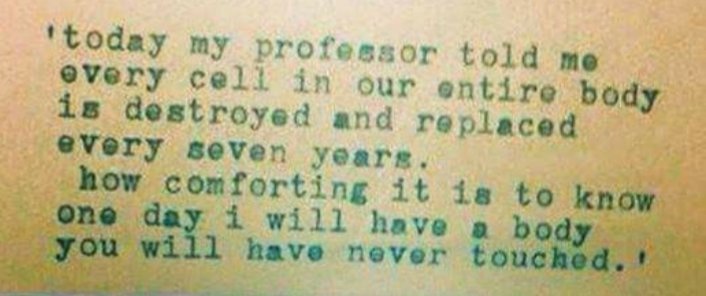 'today my professor told me
every cell in our entire body
is destroyed and replaced
every seven years.
how comforting it is to know
one day i will have a body
you will have never touched.'